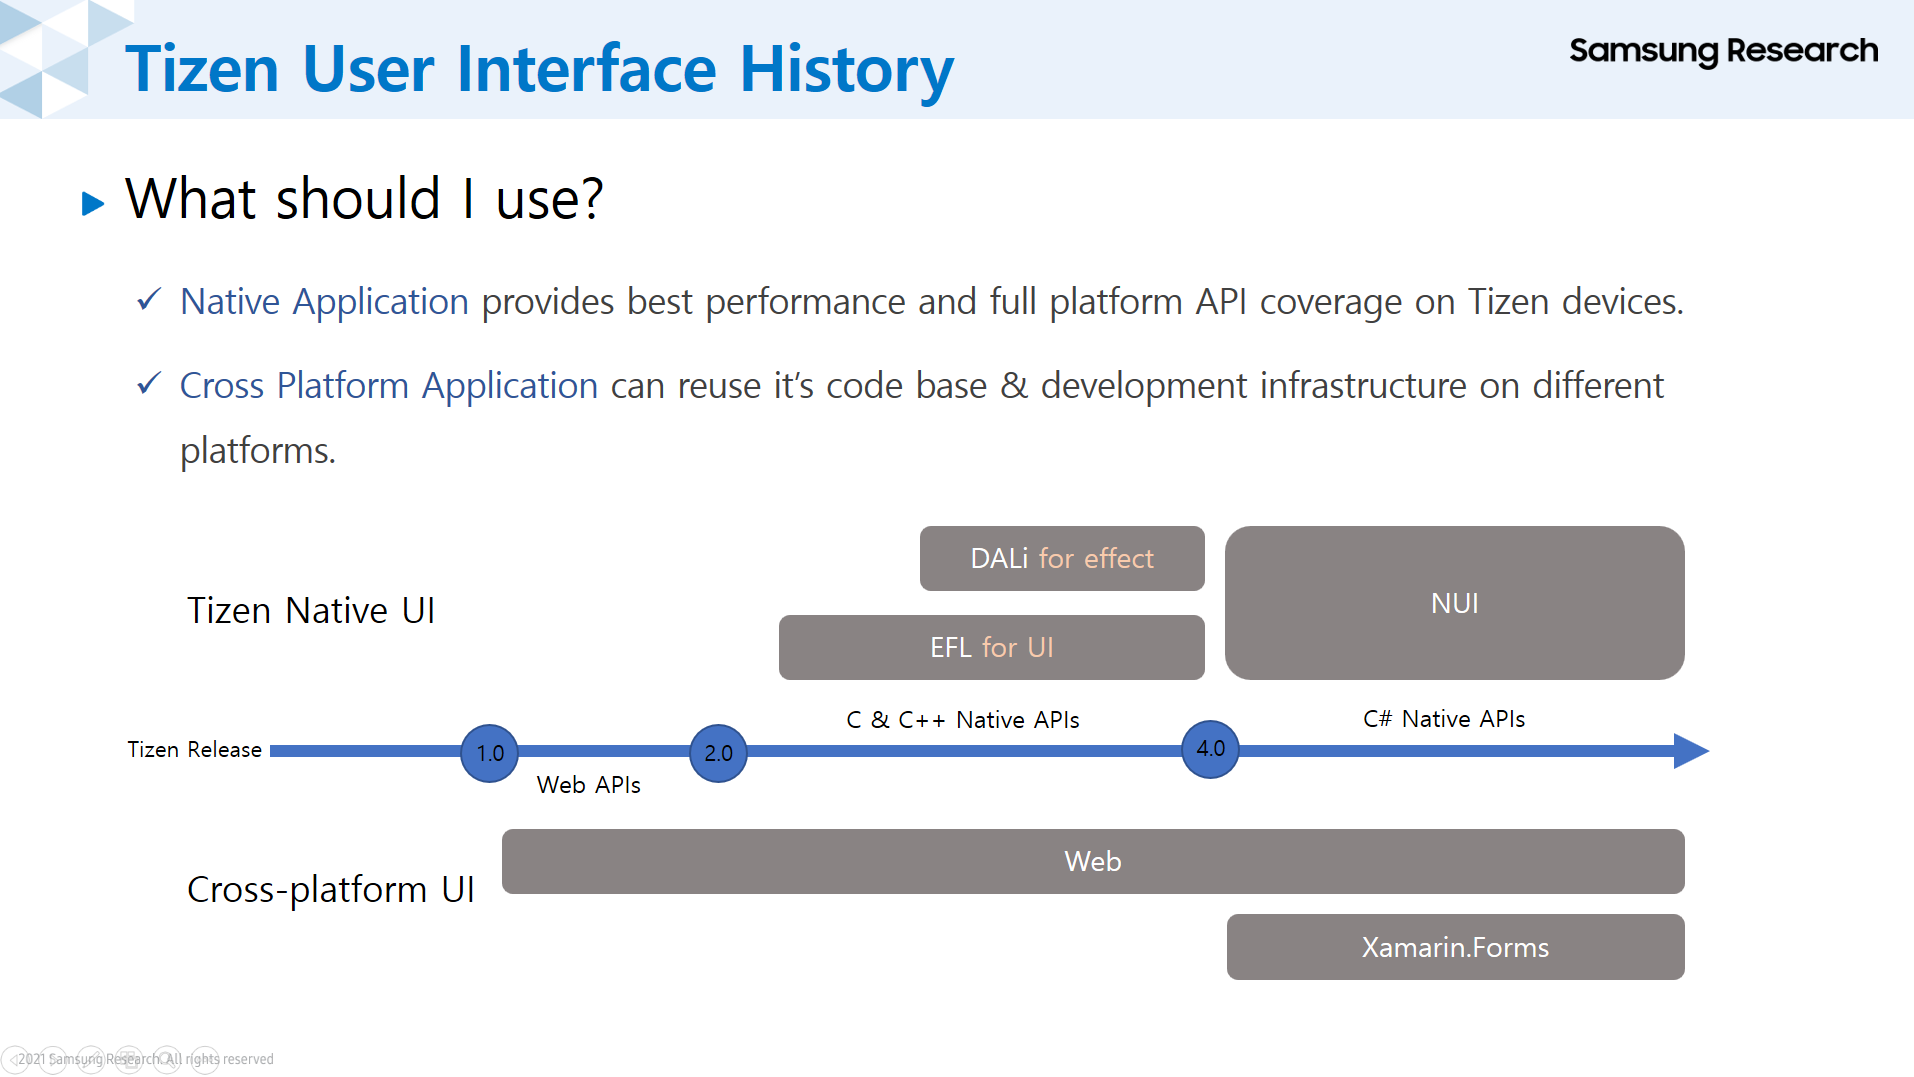 Tizen User Interface History
Samsung Research
What should I use?
Native Application provides best performance and full platform API coverage on Tizen devices.
Cross Platform Application can reuse it's code base & development infrastructure on different
platforms.
DALi for effect
NUI
Tizen Native UI
EFL for UI
C & C++ Native APIs
C# Native APIs
Tizen Release
1.0
2.0
4.0
Web APIs
Web
Cross-platform UI
Xamarin.Forms
2021 Samsung Research. All rights reserved